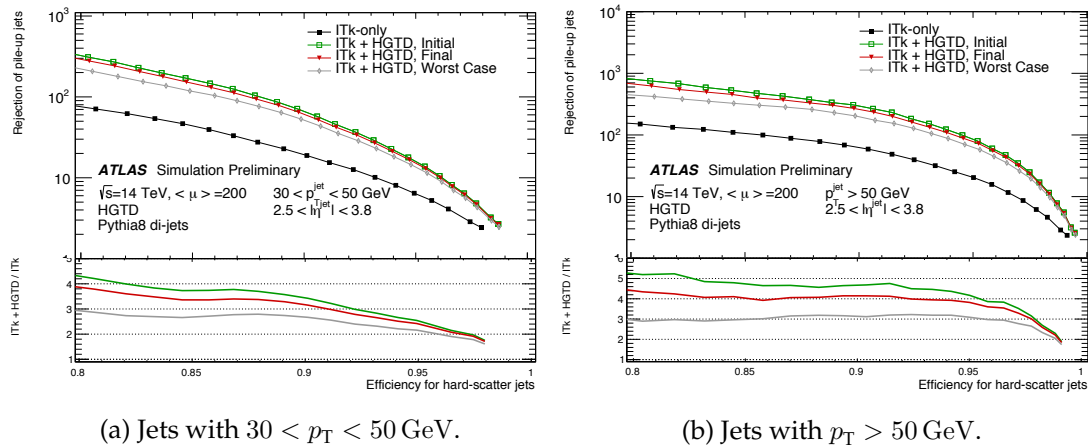 Rejection of pile-up jets
10³
10²
10
ITk-only
ITk + HGTD, Initial
ITk + HGTD, Final
ITk + HGTD, Worst Case
ATLAS Simulation Preliminary
√s=14 TeV, < μ > =200
30 < p_T^jet < 50 GeV
HGTD
2.5 < |η^jet| < 3.8
Pythia8 di-jets
ITk + HGTD / ITk
4
3
2
1
0.8 0.85 0.9 0.95 1
Efficiency for hard-scatter jets
(a) Jets with 30 < p_T < 50 GeV.
Rejection of pile-up jets
10⁴
10³
10²
10
ITk-only
ITk + HGTD, Initial
ITk + HGTD, Final
ITk + HGTD, Worst Case
ATLAS Simulation Preliminary
√s=14 TeV, < μ > =200
p_T^jet > 50 GeV
HGTD
2.5 < |η^jet| < 3.8
Pythia8 di-jets
ITk + HGTD / ITk
6
5
4
3
2
1
0.8 0.85 0.9 0.95 1
Efficiency for hard-scatter jets
(b) Jets with p_T > 50 GeV.